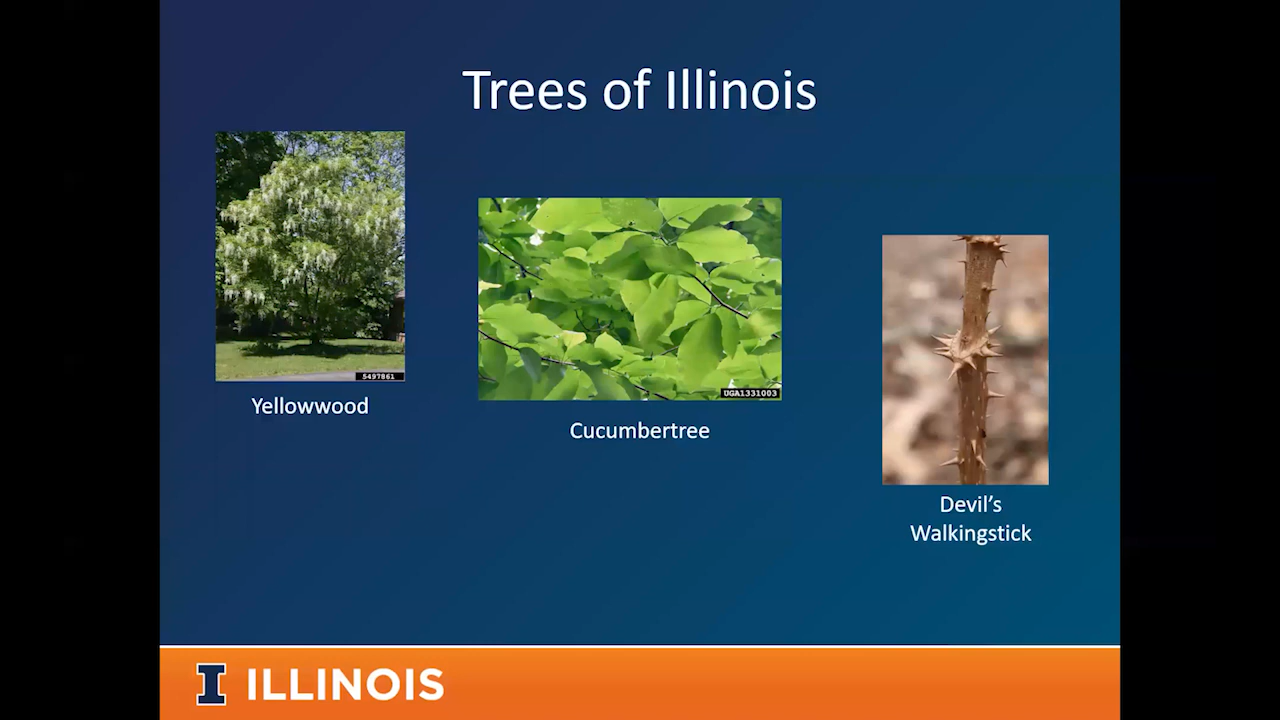 Trees of Illinois
5497861
Yellowwood
UGA1331003
Cucumbertree
Devil’s
Walkingstick
I ILLINOIS